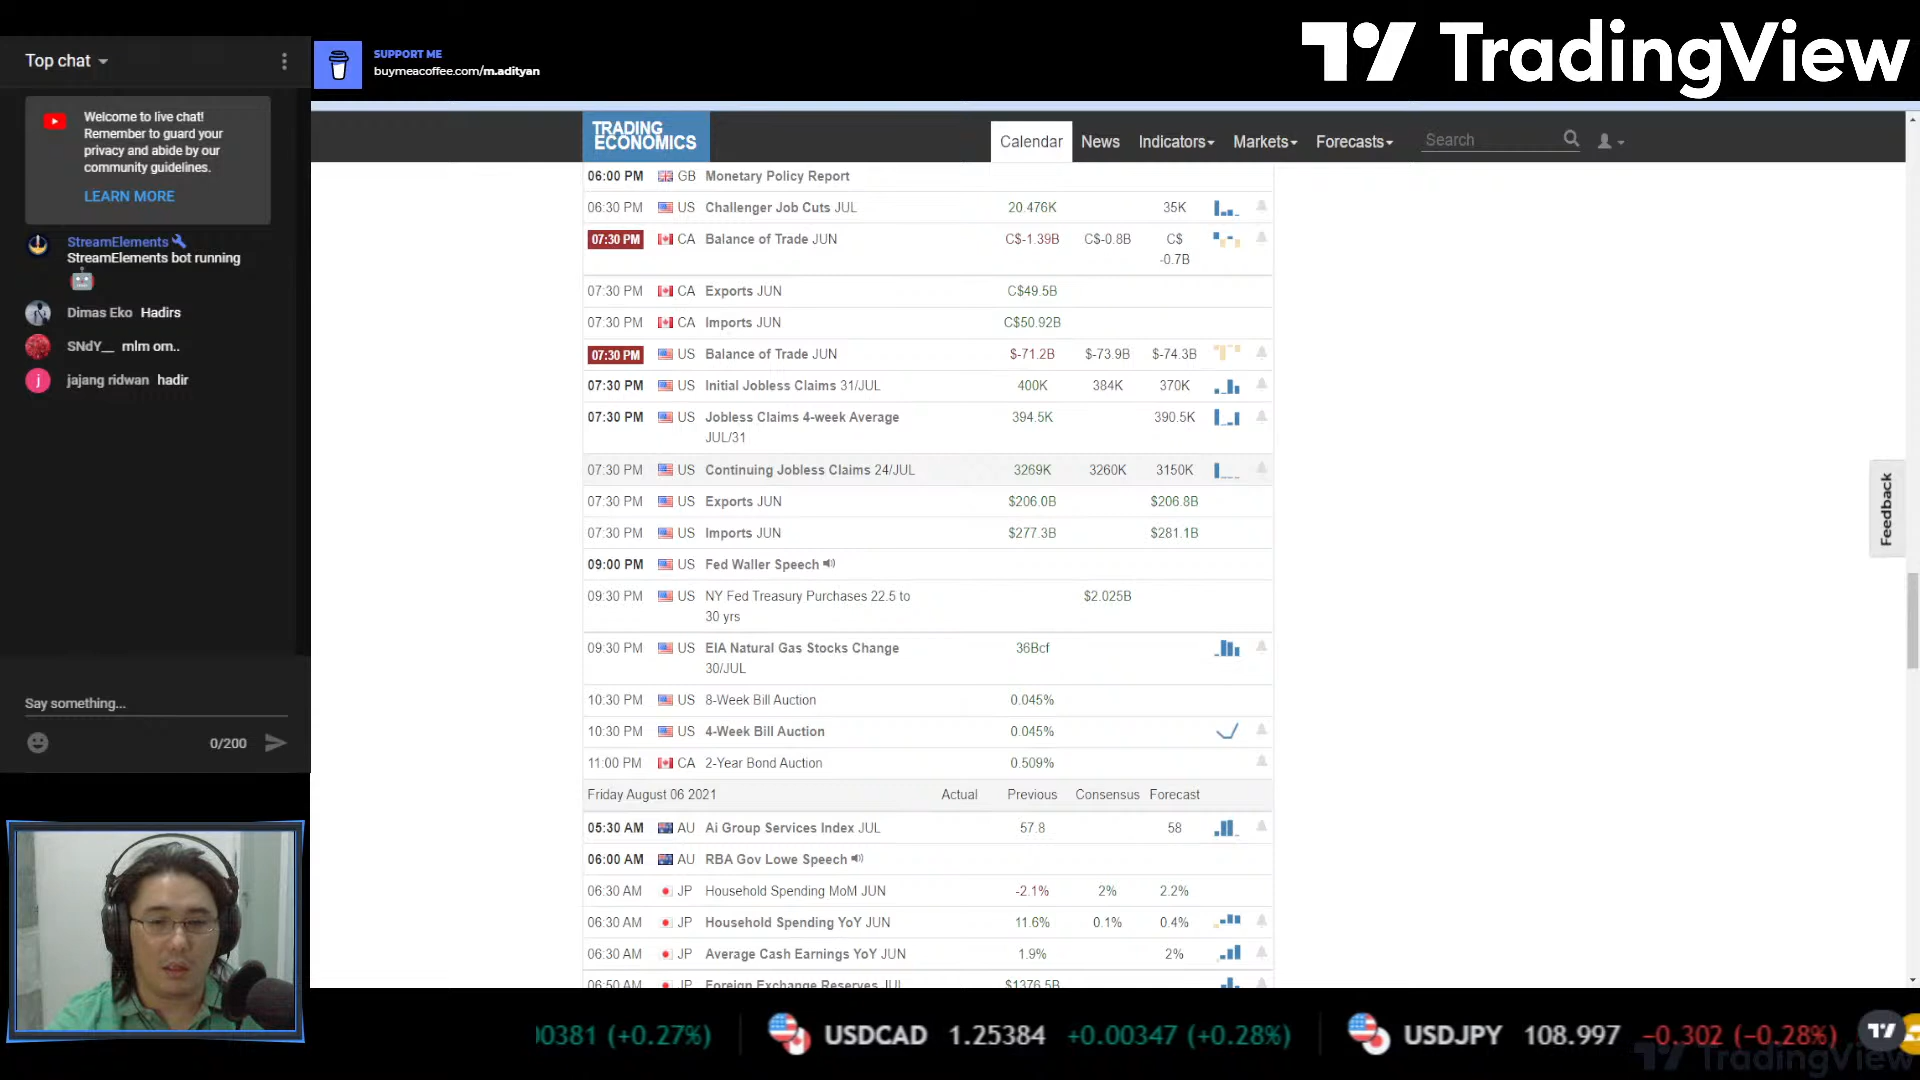 TradingView
Top chat
SUPPORT ME
buymeacoffee.com/m.adityan
Welcome to live chat!
Remember to guard your
privacy and abide by our
community guidelines.
LEARN MORE
StreamElements
StreamElements bot running
Dimas Eko Hadirs
SNdY__ mlm om..
j jajang ridwan hadir
Say something...
0/200
TRADING
ECONOMICS
Calendar News Indicators Markets Forecasts Search
06:00 PM GB Monetary Policy Report
06:30 PM US Challenger Job Cuts JUL 20.476K 35K
07:30 PM CA Balance of Trade JUN C$-1.39B C$-0.8B C$
-0.7B
07:30 PM CA Exports JUN C$49.5B
07:30 PM CA Imports JUN C$50.92B
07:30 PM US Balance of Trade JUN $-71.2B $-73.9B $-74.3B
07:30 PM US Initial Jobless Claims 31/JUL 400K 384K 370K
07:30 PM US Jobless Claims 4-week Average 394.5K 390.5K
JUL/31
07:30 PM US Continuing Jobless Claims 24/JUL 3269K 3260K 3150K
07:30 PM US Exports JUN $206.0B $206.8B
07:30 PM US Imports JUN $277.3B $281.1B
09:00 PM US Fed Waller Speech
09:30 PM US NY Fed Treasury Purchases 22.5 to $2.025B
30 yrs
09:30 PM US EIA Natural Gas Stocks Change 36Bcf
30/JUL
10:30 PM US 8-Week Bill Auction 0.045%
10:30 PM US 4-Week Bill Auction 0.045%
11:00 PM CA 2-Year Bond Auction 0.509%
Friday August 06 2021 Actual Previous Consensus Forecast
05:30 AM AU Ai Group Services Index JUL 57.8 58
06:00 AM AU RBA Gov Lowe Speech
06:30 AM JP Household Spending MoM JUN -2.1% 2% 2.2%
06:30 AM JP Household Spending YoY JUN 11.6% 0.1% 0.4%
06:30 AM JP Average Cash Earnings YoY JUN 1.9% 2%
06:50 AM JP Foreign Exchange Reserves JUL $1376.5B
Feedback
00381 (+0.27%) USDCAD 1.25384 +0.00347 (+0.28%) USDJPY 108.997 −0.302 (−0.28%)
TradingView